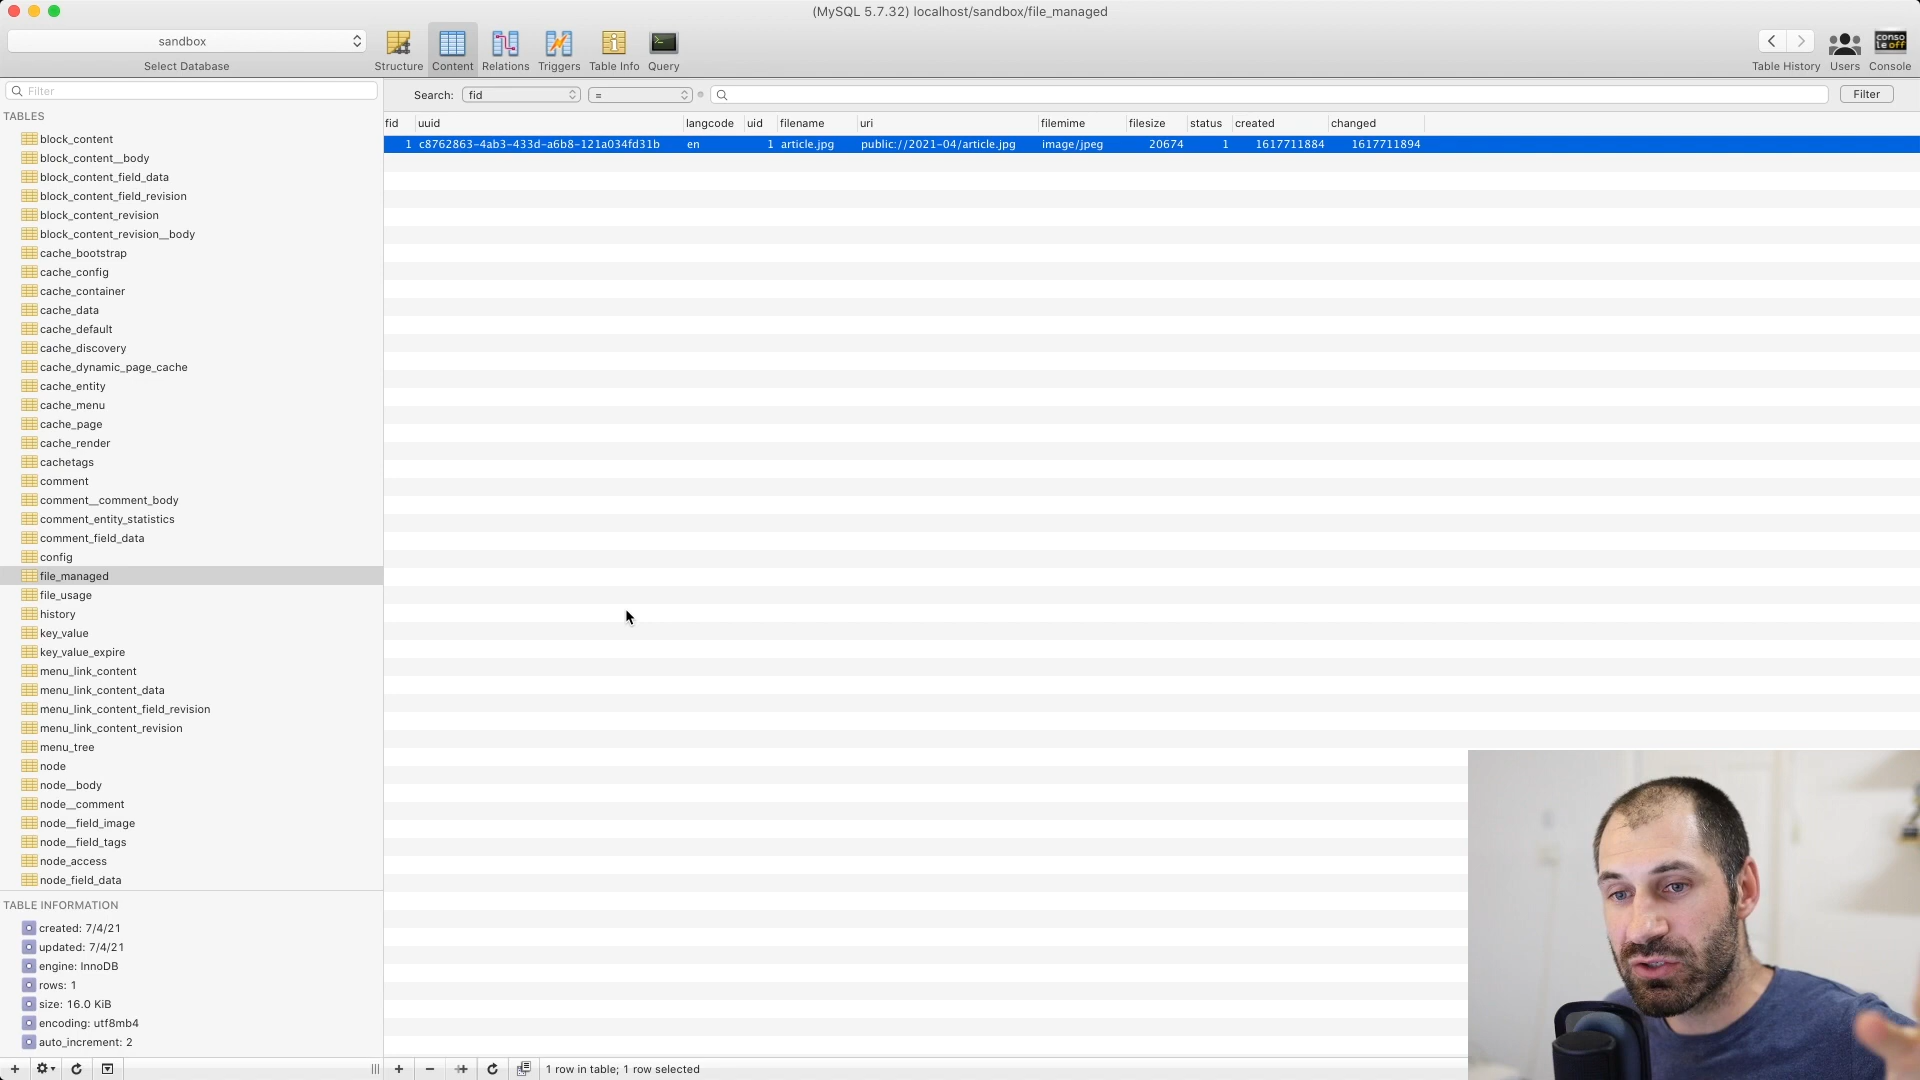 (MySQL 5.7.32) localhost/sandbox/file_managed
sandbox
Select Database
Structure
Content
Relations
Triggers
Table Info
Query
Table History
Users
conso
le off
Console
Filter
Search:
fid
=
Filter
TABLES
block_content
block_content__body
block_content_field_data
block_content_field_revision
block_content_revision
block_content_revision__body
cache_bootstrap
cache_config
cache_container
cache_data
cache_default
cache_discovery
cache_dynamic_page_cache
cache_entity
cache_menu
cache_page
cache_render
cachetags
comment
comment__comment_body
comment_entity_statistics
comment_field_data
config
file_managed
file_usage
history
key_value
key_value_expire
menu_link_content
menu_link_content_data
menu_link_content_field_revision
menu_link_content_revision
menu_tree
node
node__body
node__comment
node__field_image
node__field_tags
node_access
node_field_data
TABLE INFORMATION
created: 7/4/21
updated: 7/4/21
engine: InnoDB
rows: 1
size: 16.0 KiB
encoding: utf8mb4
auto_increment: 2
fid uuid langcode uid filename uri filemime filesize status created changed
1 c8762863-4ab3-433d-a6b8-121a034fd31b en 1 article.jpg public://2021-04/article.jpg image/jpeg 20674 1 1617711884 1617711894
1 row in table; 1 row selected